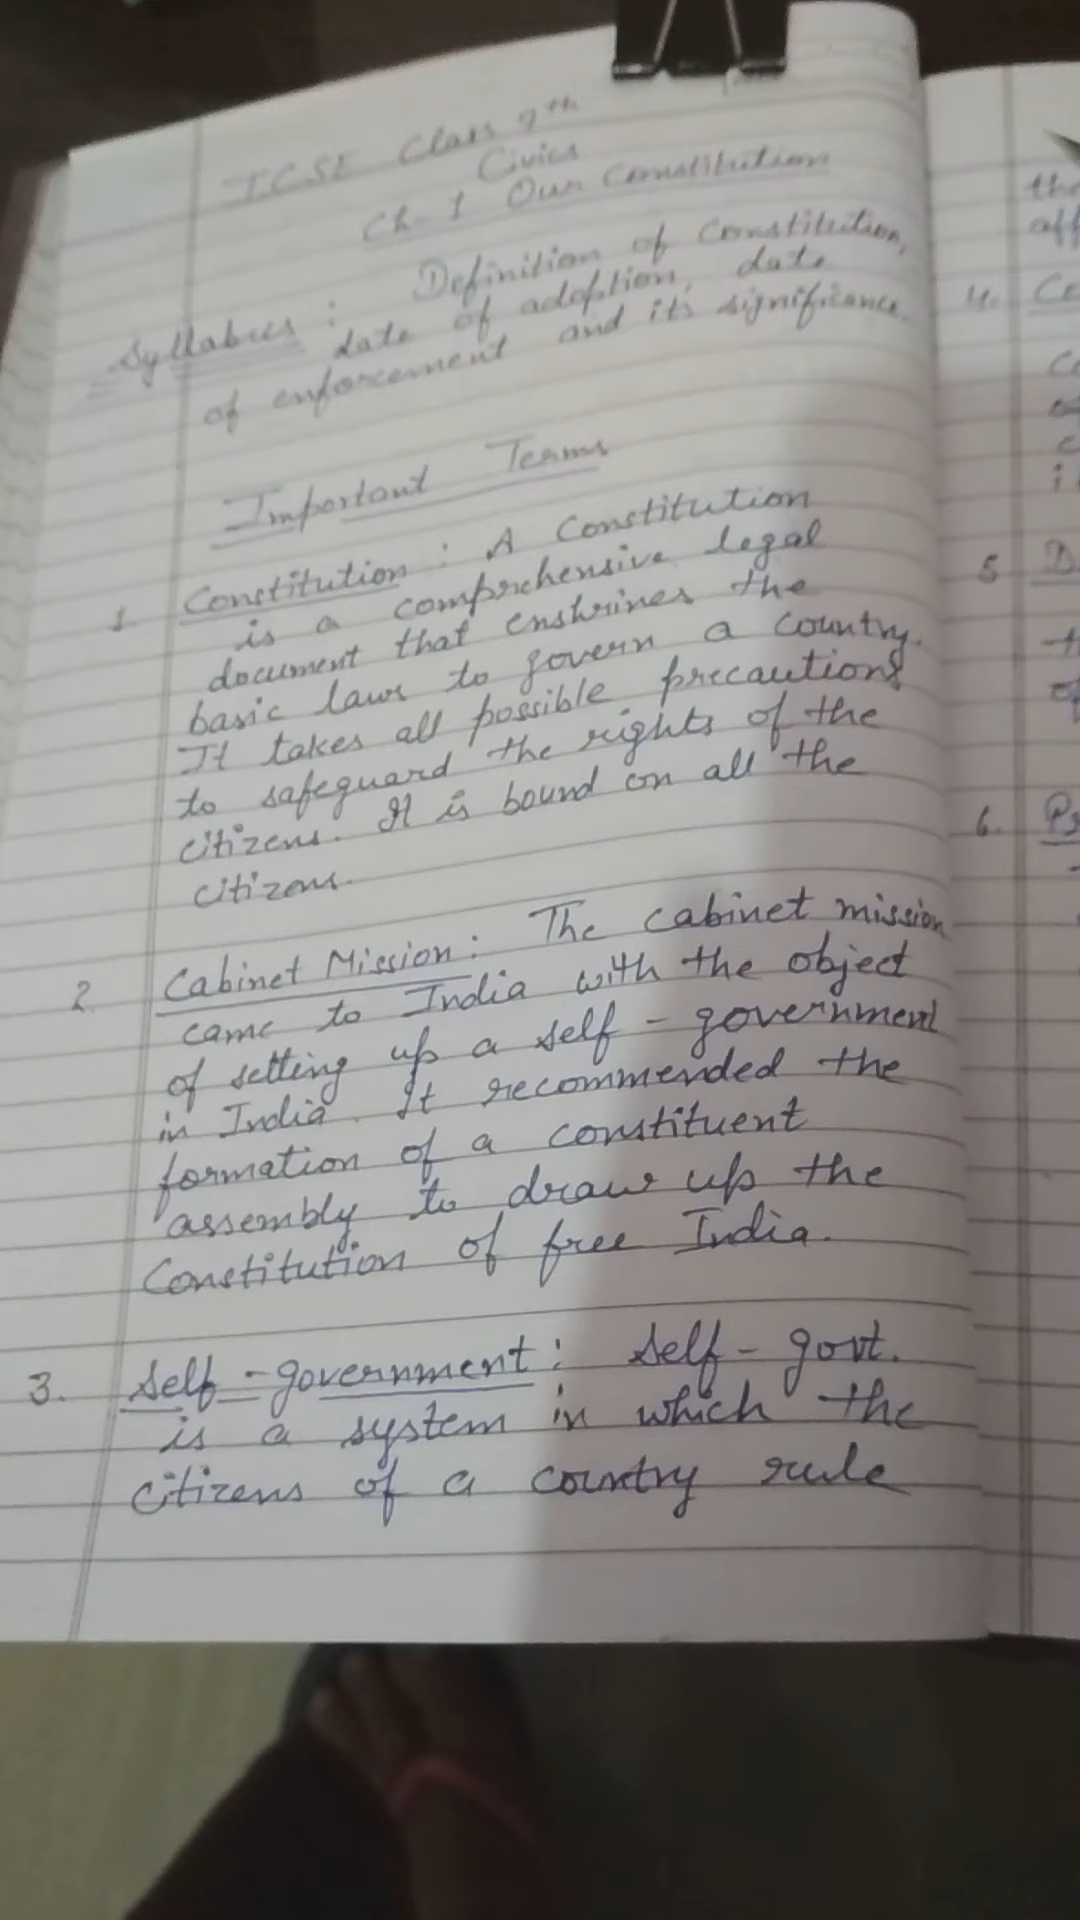 ICSE Class 9th
Civics
Ch-1 Our Constitution
Syllabus : Definition of Constitution,
date of adoption, date
of enforcement and its significance.
Important Terms
1. Constitution : A Constitution
is a comprehensive legal
document that enshrines the
basic laws to govern a country.
It takes all possible precautions
to safeguard the rights of the
citizens. It is bound on all the
citizens.
2 Cabinet Mission : The cabinet mission
came to India with the object
of setting up a self - government
in India. It recommended the
formation of a constituent
assembly to draw up the
Constitution of free India.
3. Self - government : Self - govt.
is a system in which the
citizens of a country rule
4.
5
6.